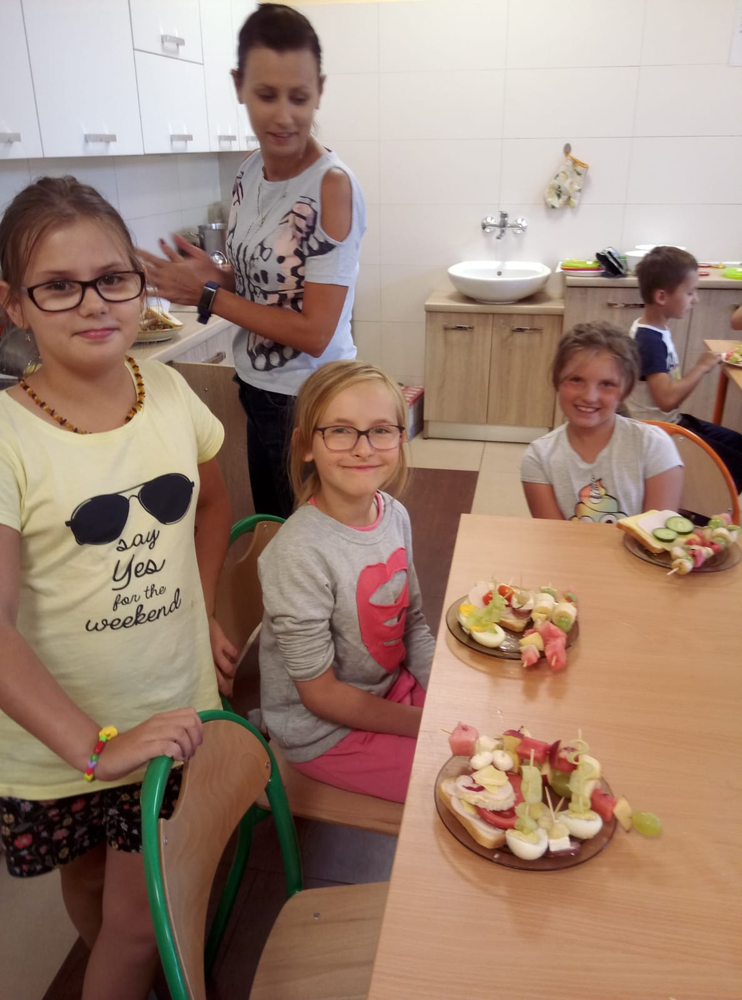 say
Yes
for the
weekend